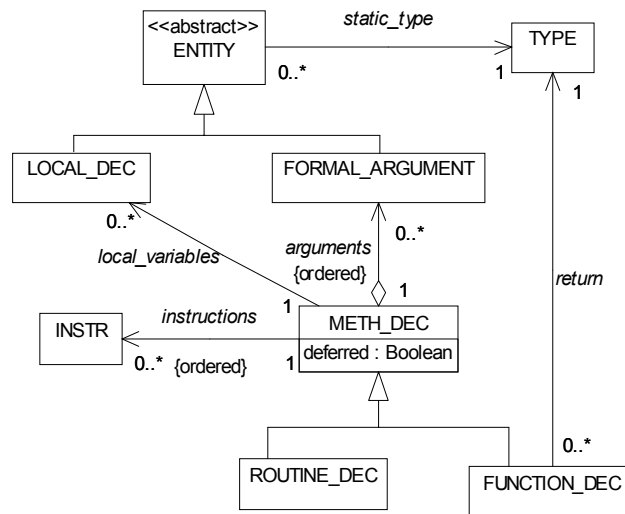 <<abstract>>
ENTITY
static_type
TYPE
0..*
1
1
LOCAL_DEC
FORMAL_ARGUMENT
0..*
0..*
local_variables
arguments
{ordered}
return
1
1
INSTR
instructions
METH_DEC
0..*
{ordered}
1
deferred : Boolean
0..*
ROUTINE_DEC
FUNCTION_DEC